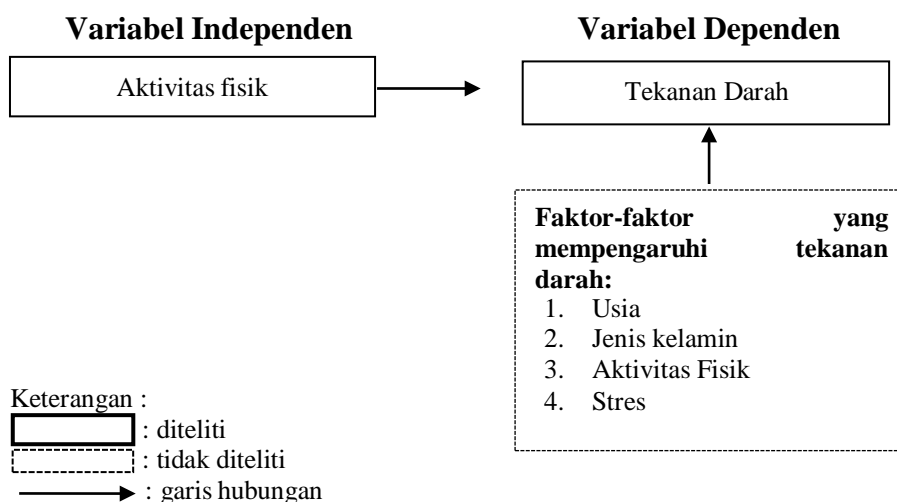 Variabel Independen
Variabel Dependen
Aktivitas fisik
Tekanan Darah
Faktor-faktor yang
mempengaruhi tekanan
darah:
1. Usia
2. Jenis kelamin
3. Aktivitas Fisik
4. Stres
Keterangan :
: diteliti
: tidak diteliti
: garis hubungan